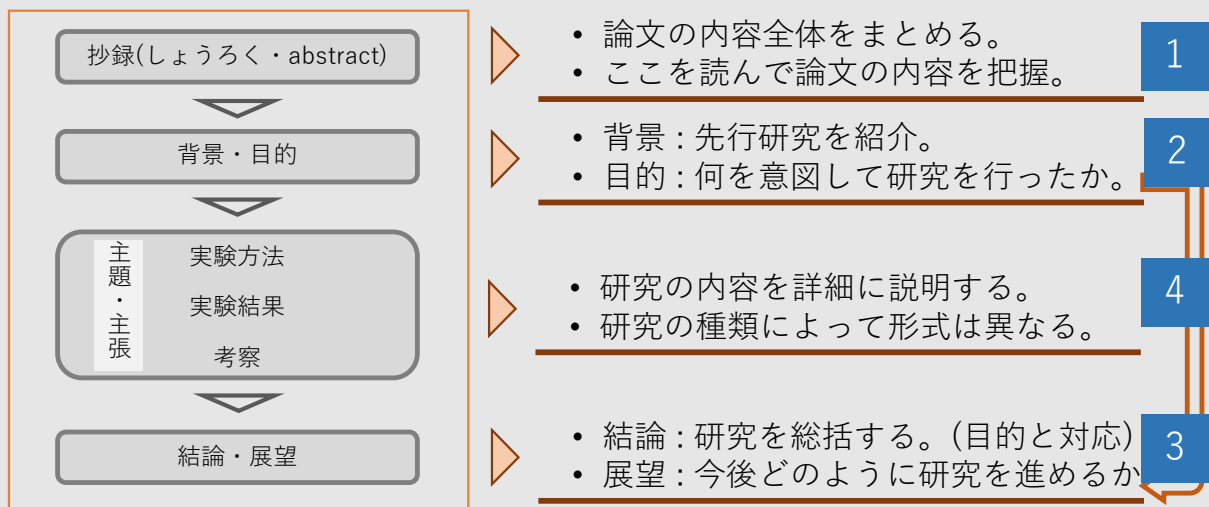 抄録(しょうろく・abstract)
• 論文の内容全体をまとめる。
• ここを読んで論文の内容を把握。
1
背景・目的
• 背景 : 先行研究を紹介。
• 目的 : 何を意図して研究を行ったか。
2
主題・主張
実験方法
実験結果
考察
• 研究の内容を詳細に説明する。
• 研究の種類によって形式は異なる。
4
結論・展望
• 結論 : 研究を総括する。(目的と対応)
• 展望 : 今後どのように研究を進めるか
3